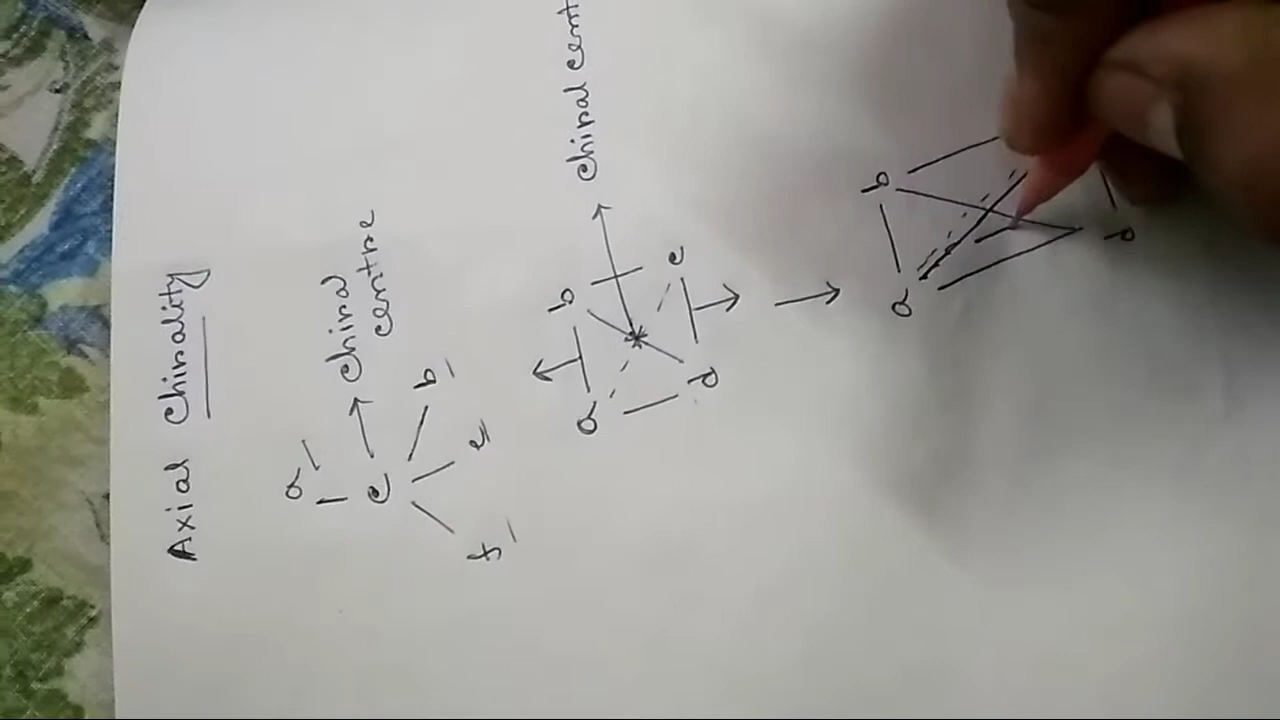 Axial Chirality
a
C → Chiral centre
b
e
f
b → Chiral cent
a
c
d
b
a
d